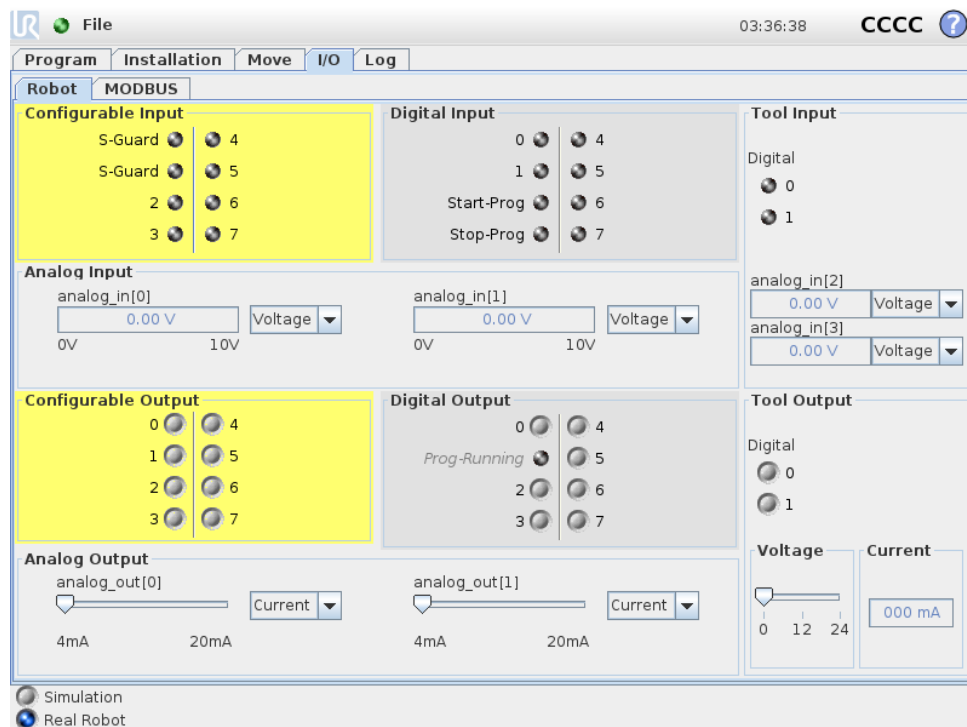 UR File 03:36:38 CCCC ?
Program Installation Move I/O Log
Robot MODBUS
Configurable Input
S-Guard 4
S-Guard 5
2 6
3 7
Digital Input
0 4
1 5
Start-Prog 6
Stop-Prog 7
Tool Input
Digital
0
1
analog_in[2]
0.00 V Voltage
analog_in[3]
0.00 V Voltage
Analog Input
analog_in[0]
0.00 V Voltage
0V 10V
analog_in[1]
0.00 V Voltage
0V 10V
Configurable Output
0 4
1 5
2 6
3 7
Digital Output
0 4
Prog-Running 5
2 6
3 7
Tool Output
Digital
0
1
Voltage
0 12 24
Current
000 mA
Analog Output
analog_out[0]
Current
4mA 20mA
analog_out[1]
Current
4mA 20mA
Simulation
Real Robot